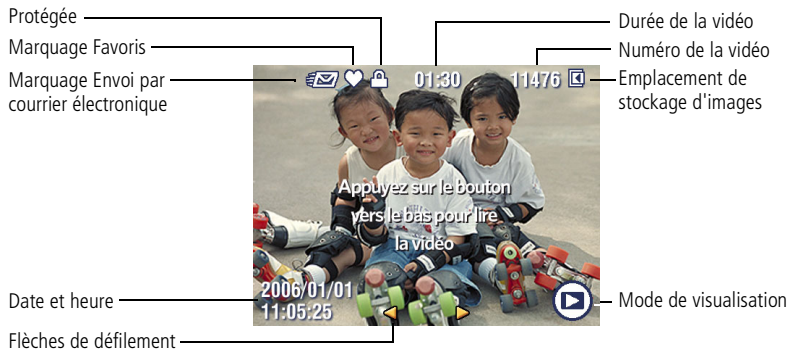 Protégée
Marquage Favoris
Marquage Envoi par
courrier électronique
Durée de la vidéo
Numéro de la vidéo
Emplacement de
stockage d'images
01:30
11476
Appuyez sur le bouton
vers le bas pour lire
la vidéo
2006/01/01
11:05:25
Date et heure
Flèches de défilement
Mode de visualisation